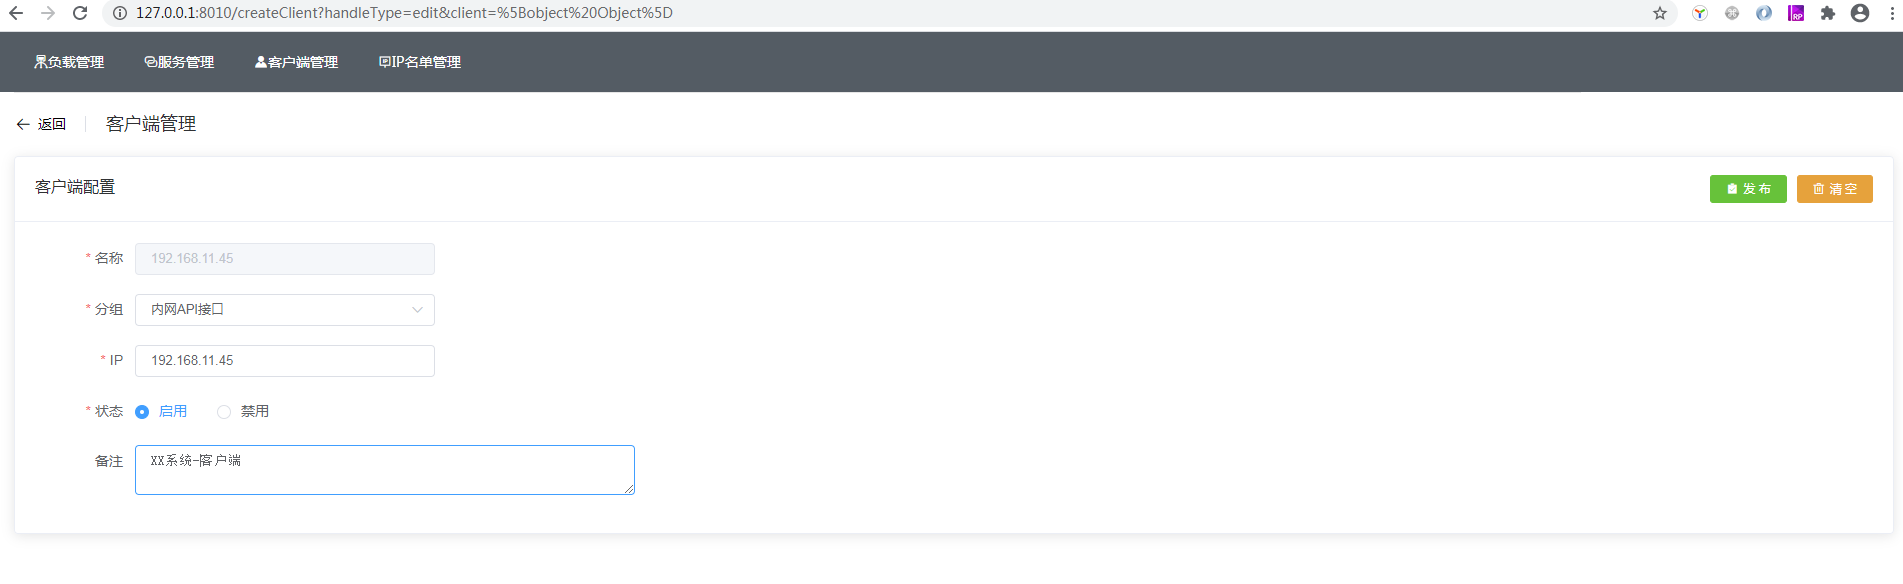 127.0.0.1:8010/createClient?handleType=edit&client=%5Bobject%20Object%5D
负载管理 服务管理 客户端管理 IP名单管理
返回 客户端管理
客户端配置 发布 清空
* 名称 192.168.11.45
* 分组 内网API接口
* IP 192.168.11.45
* 状态 启用 禁用
备注 XX系统-客户端